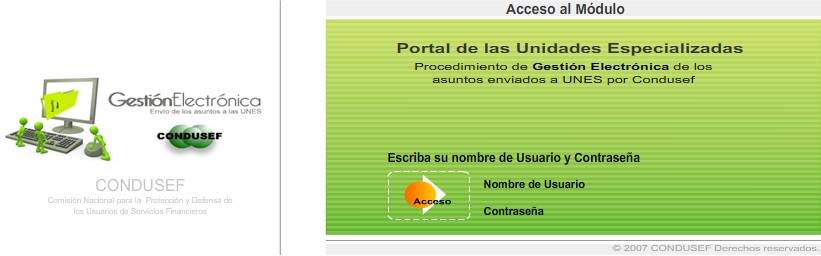 GestiónElectrónica
Envío de los asuntos a las UNES
CONDUSEF
CONDUSEF
Comisión Nacional para la Protección y Defensa de
los Usuarios de Servicios Financieros
Acceso al Módulo
Portal de las Unidades Especializadas
Procedimiento de Gestión Electrónica de los
asuntos enviados a UNES por Condusef
Escriba su nombre de Usuario y Contraseña
Acceso
Nombre de Usuario
Contraseña
© 2007 CONDUSEF Derechos reservados.